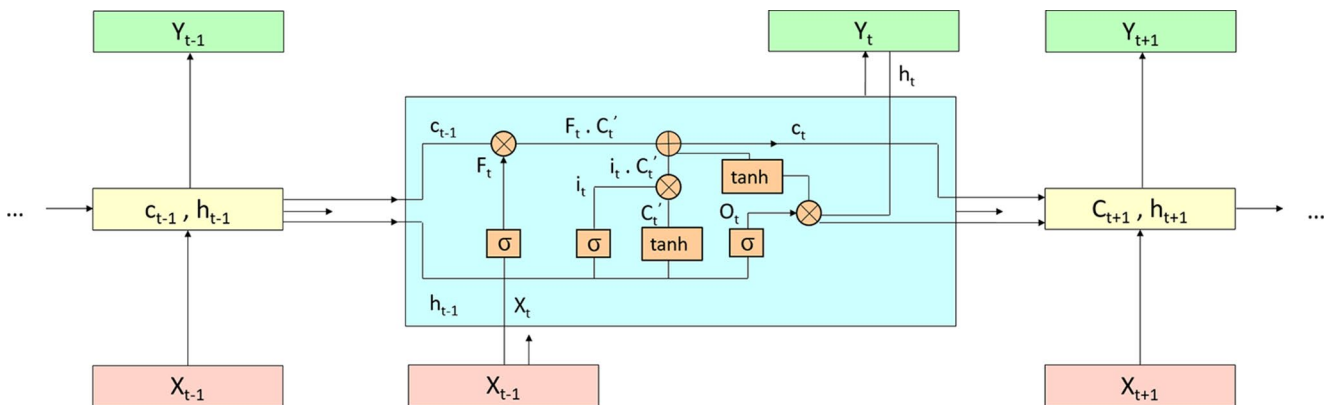 Yt-1
Yt
Yt+1
ht
ct-1
Ft . Ct′
ct
Ft
it . Ct′
it
tanh
...
ct-1 , ht-1
Ct′
Ot
Ct+1 , ht+1
...
σ
σ
tanh
σ
ht-1
Xt
Xt-1
Xt-1
Xt+1